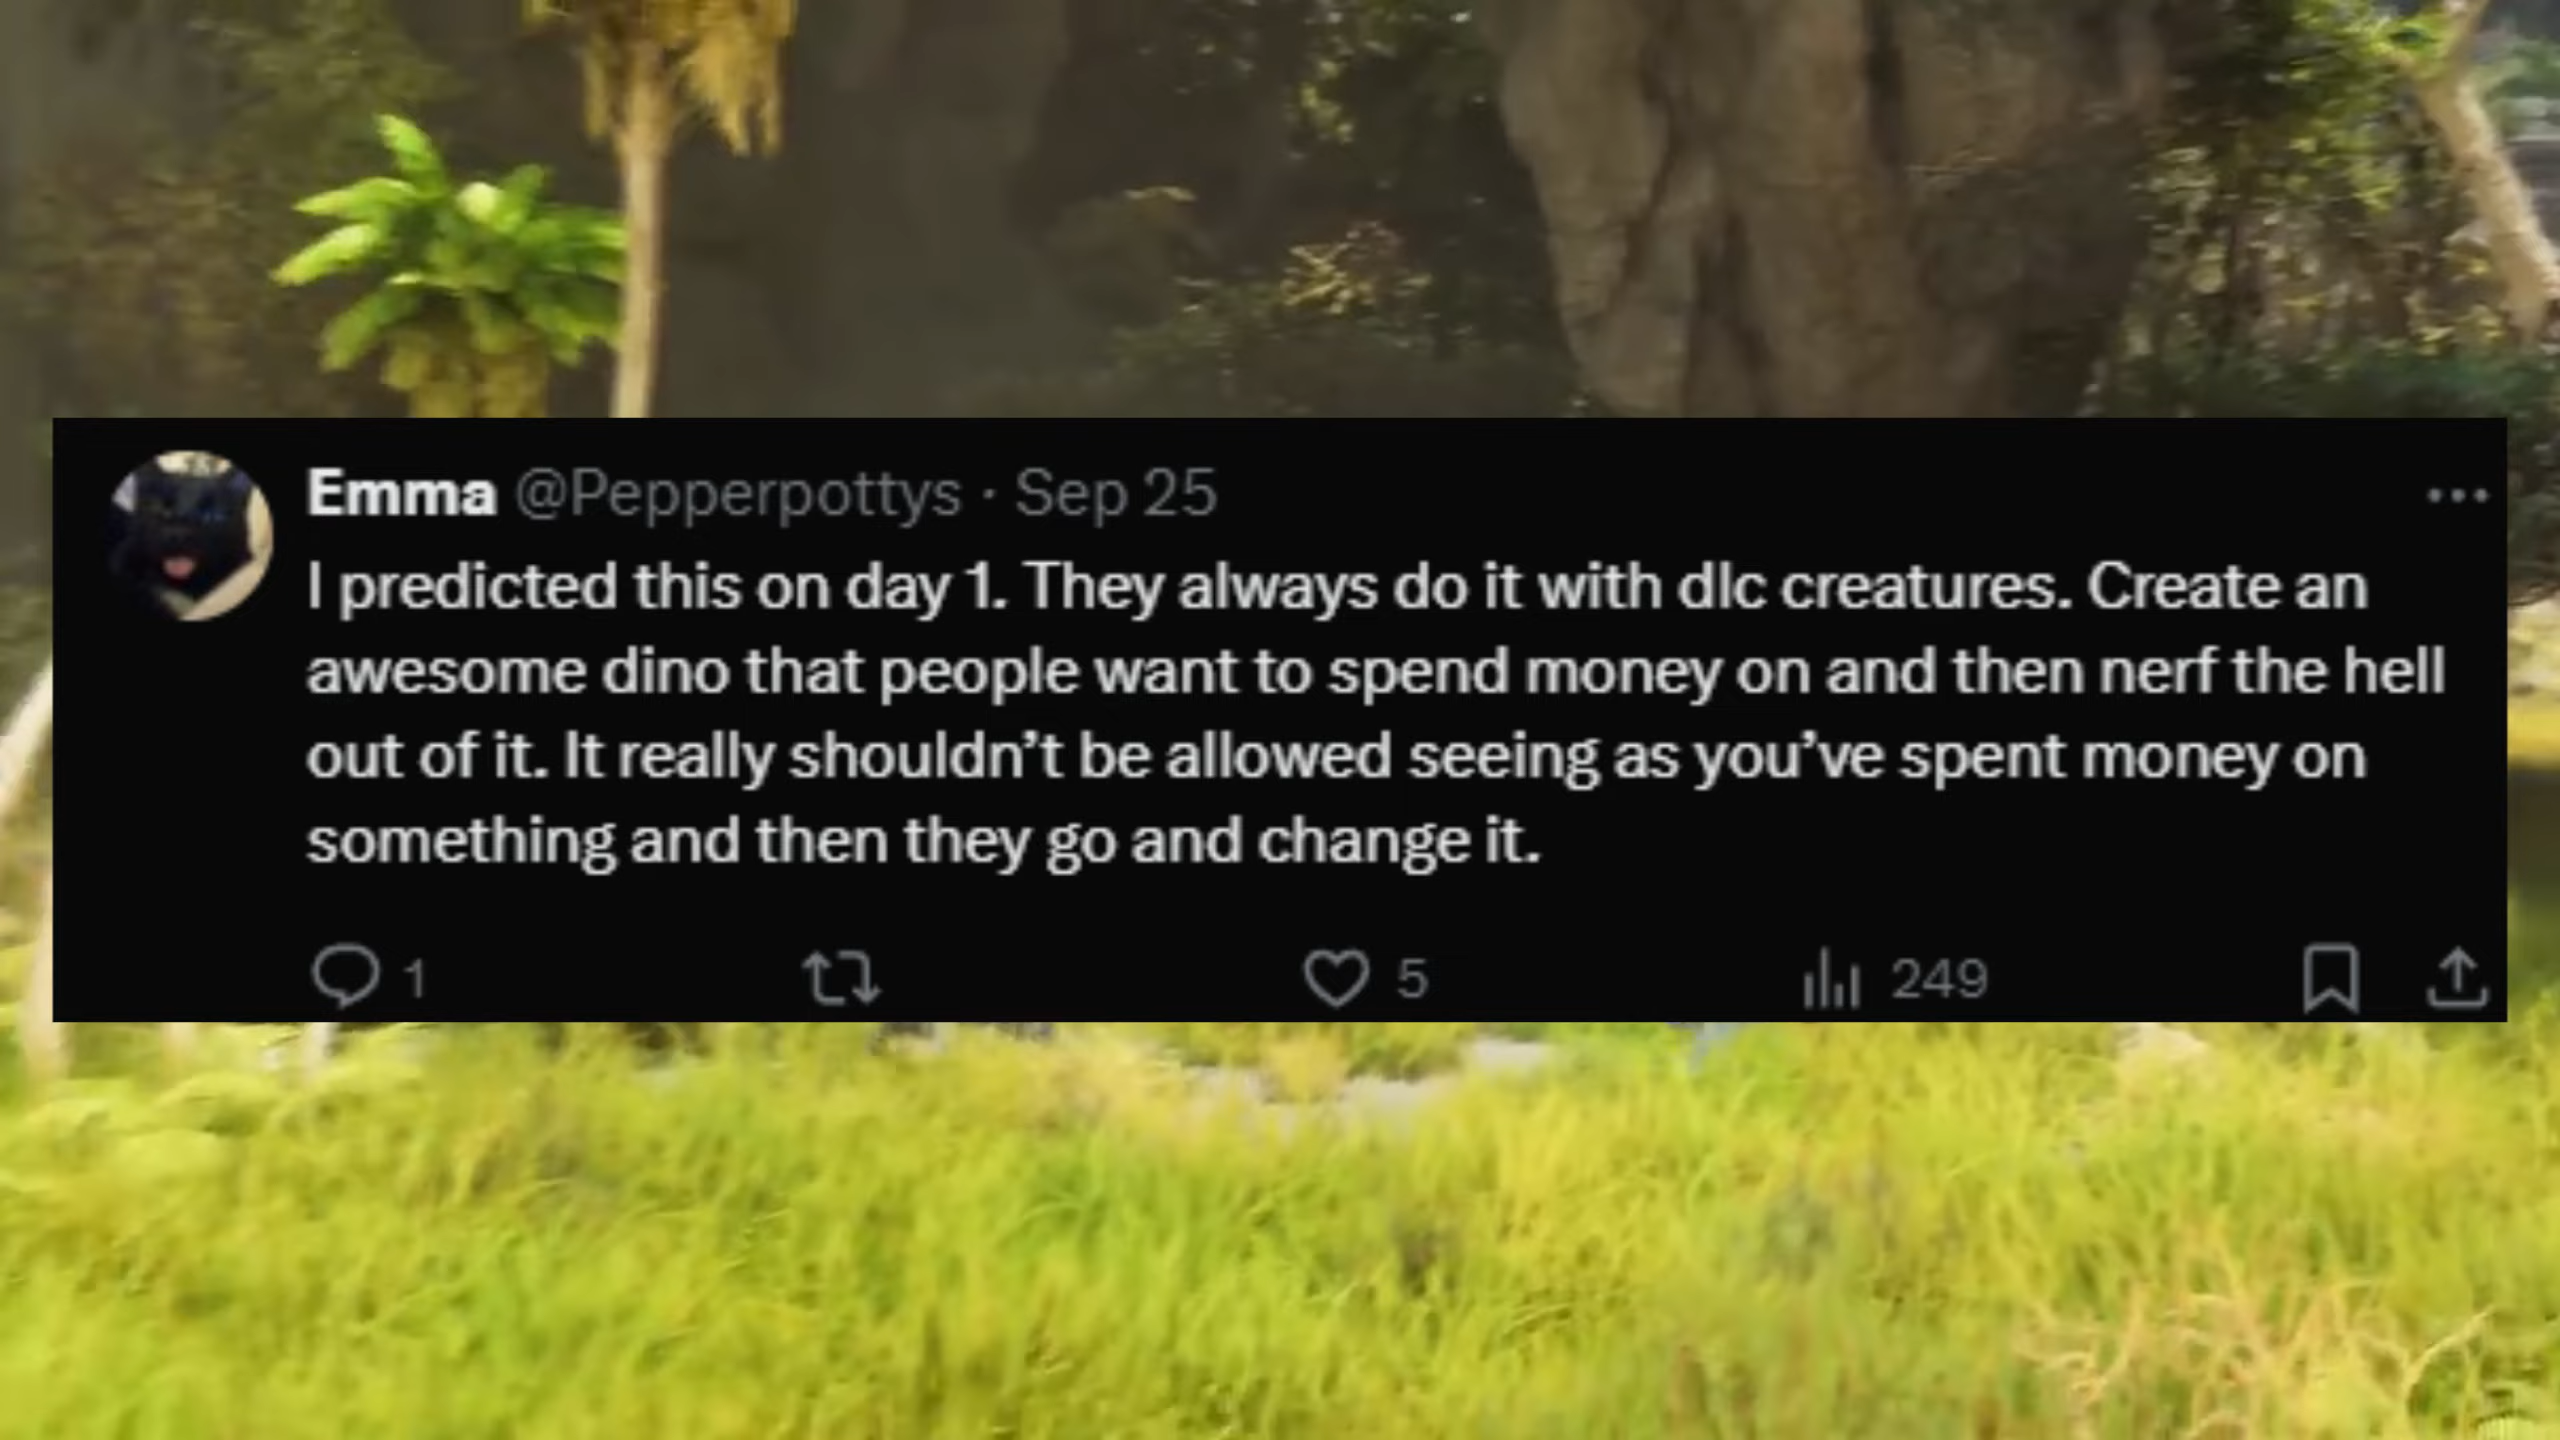 Emma @Pepperpottys · Sep 25
I predicted this on day 1. They always do it with dlc creatures. Create an
awesome dino that people want to spend money on and then nerf the hell
out of it. It really shouldn’t be allowed seeing as you’ve spent money on
something and then they go and change it.
1 5 249